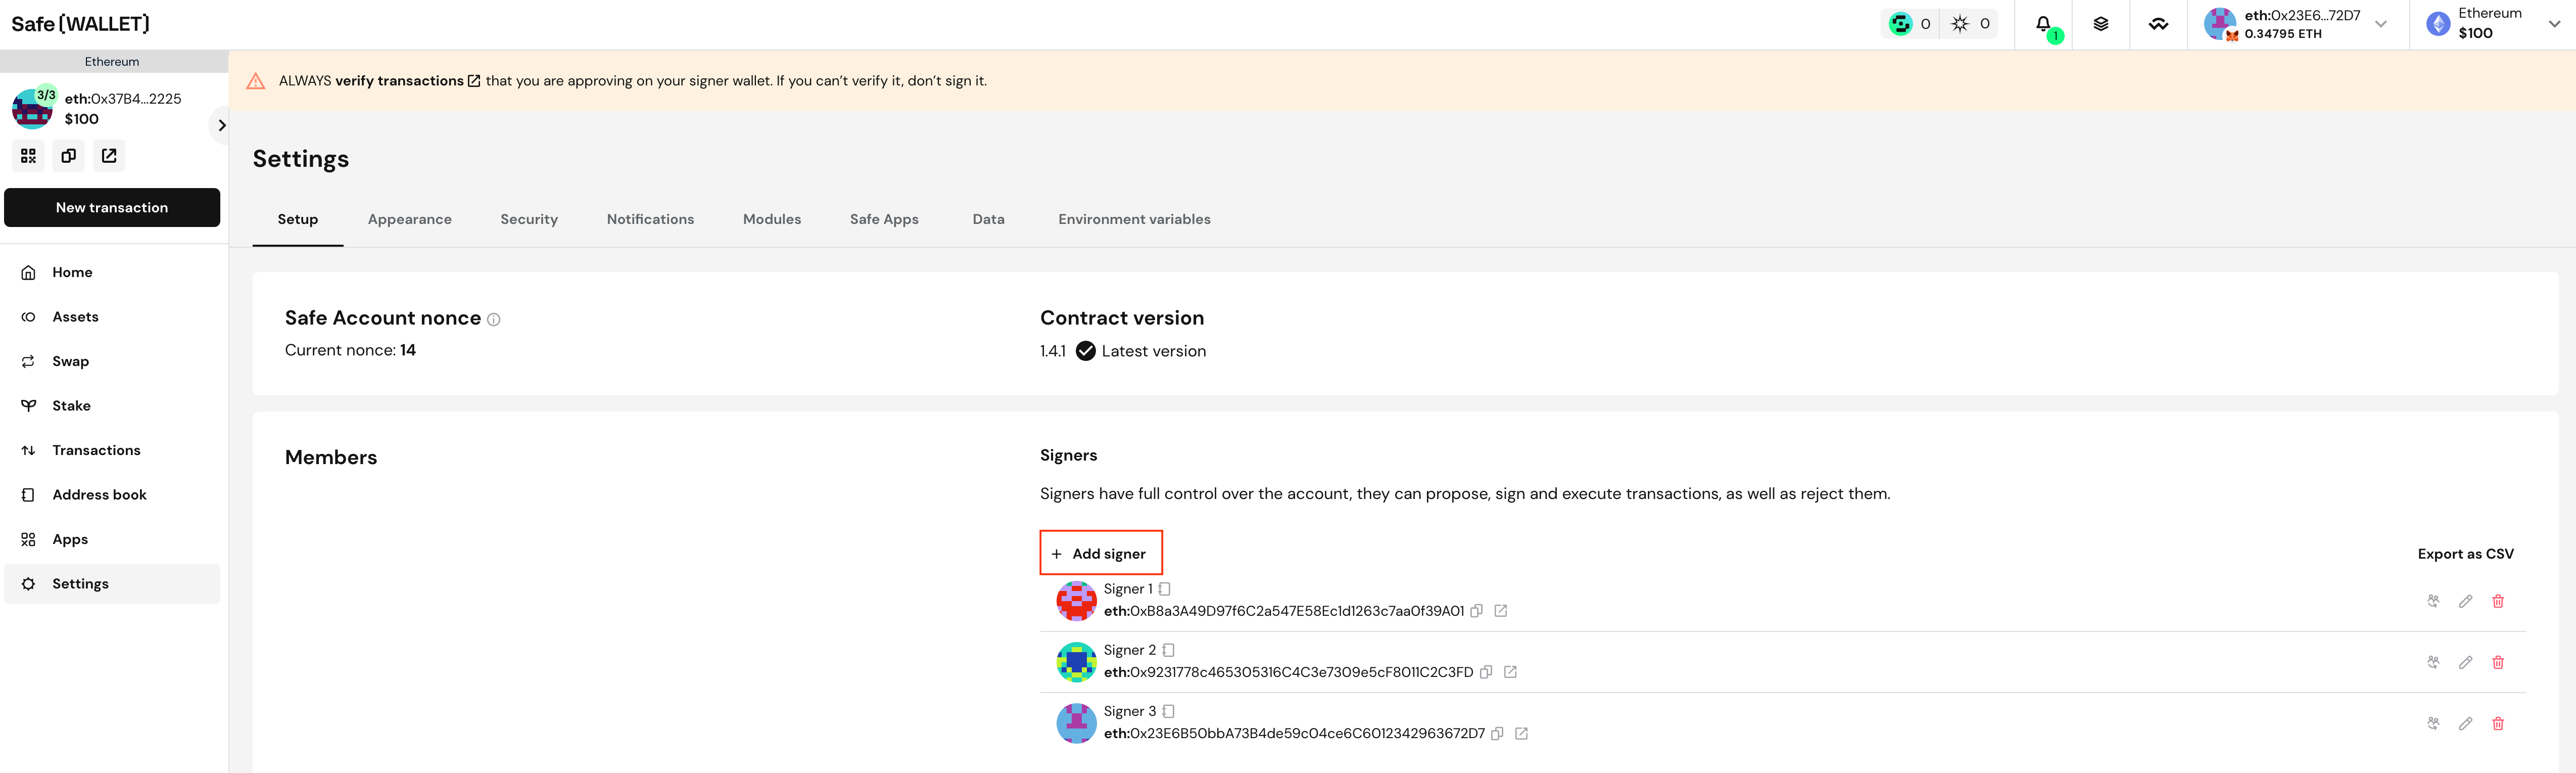 Safe{WALLET}
0
0
1
eth:0x23E6...72D7
0.34795 ETH
Ethereum
$100
Ethereum
3/3
eth:0x37B4...2225
$100
New transaction
Home
Assets
Swap
Stake
Transactions
Address book
Apps
Settings
ALWAYS verify transactions that you are approving on your signer wallet. If you can’t verify it, don’t sign it.
Settings
Setup
Appearance
Security
Notifications
Modules
Safe Apps
Data
Environment variables
Safe Account nonce
Current nonce: 14
Contract version
1.4.1 Latest version
Members
Signers
Signers have full control over the account, they can propose, sign and execute transactions, as well as reject them.
+ Add signer
Export as CSV
Signer 1
eth:0xB8a3A49D97f6C2a547E58Ec1d1263c7aa0f39A01
Signer 2
eth:0x9231778c465305316C4C3e7309e5cF8011C2C3FD
Signer 3
eth:0x23E6B50bbA73B4de59c04ce6C6012342963672D7